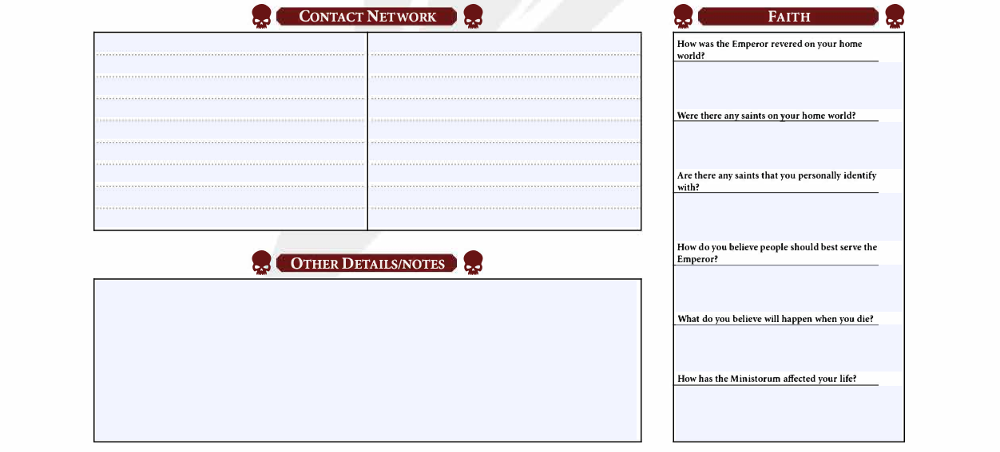 CONTACT NETWORK
OTHER DETAILS/NOTES
FAITH
How was the Emperor revered on your home
world?
Were there any saints on your home world?
Are there any saints that you personally identify
with?
How do you believe people should best serve the
Emperor?
What do you believe will happen when you die?
How has the Ministorum affected your life?